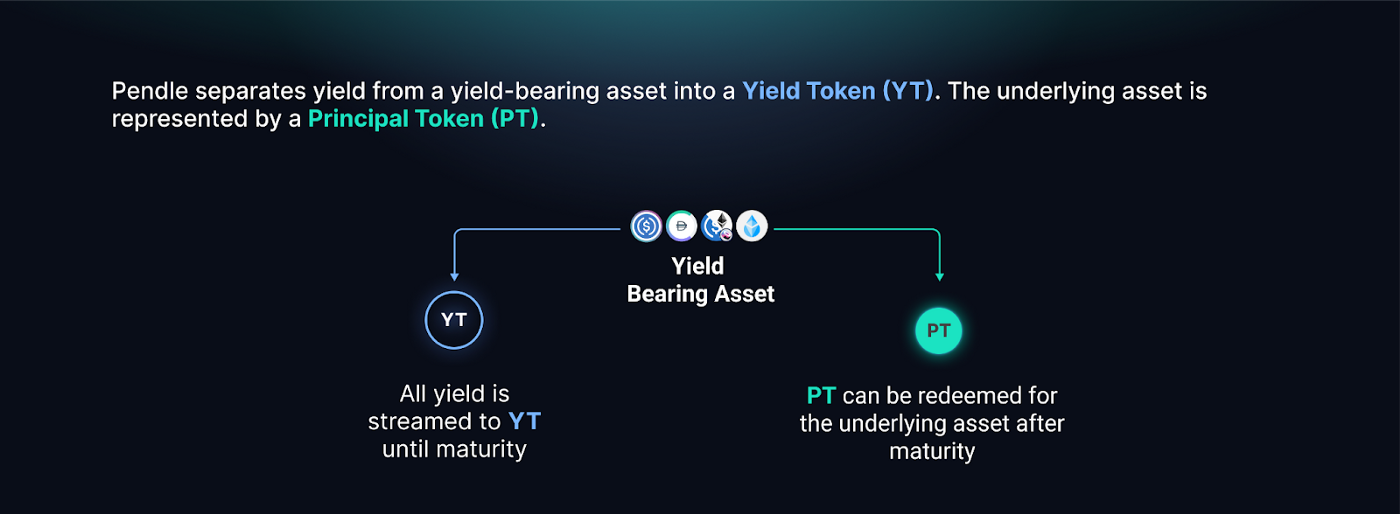 Pendle separates yield from a yield-bearing asset into a Yield Token (YT). The underlying asset is
represented by a Principal Token (PT).
Yield
Bearing Asset
YT
All yield is
streamed to YT
until maturity
PT
PT can be redeemed for
the underlying asset after
maturity